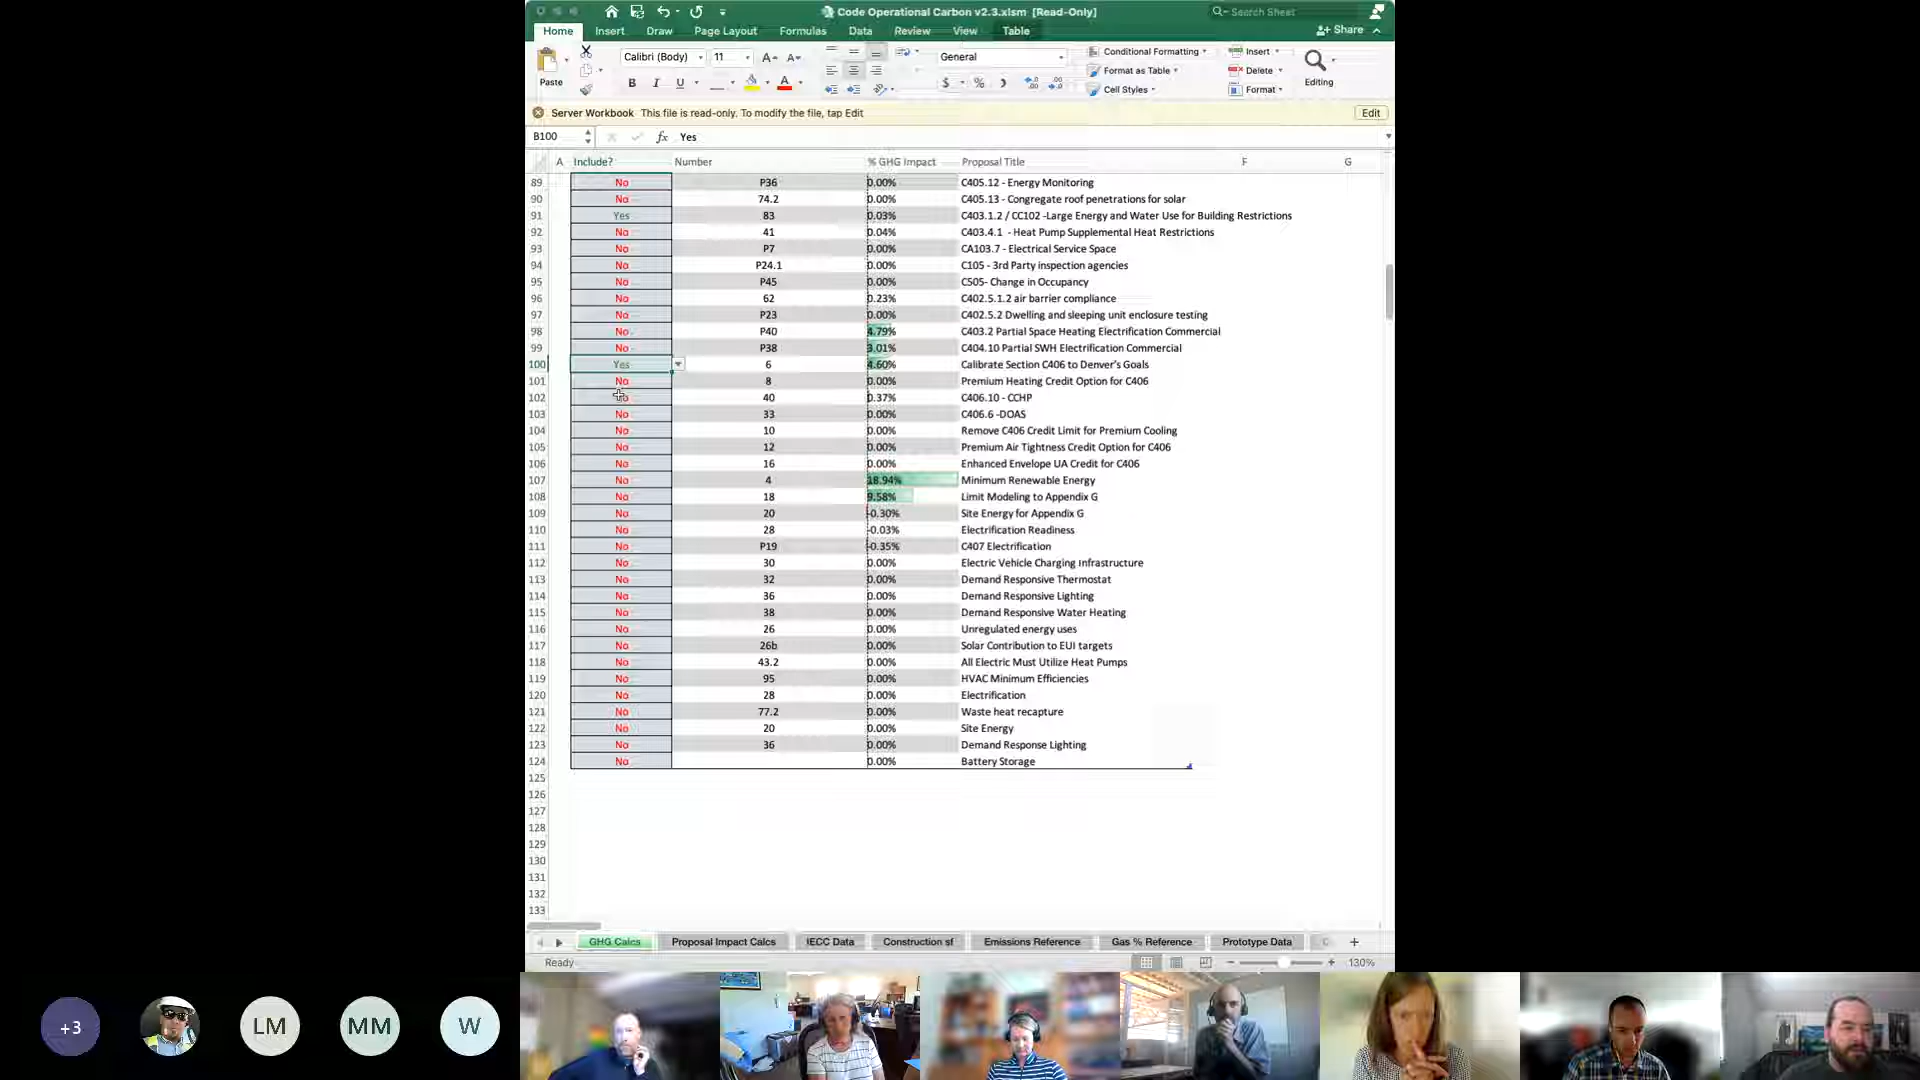 Code Operational Carbon v2.3.xlsm [Read-Only]
Search Sheet
Home Insert Draw Page Layout Formulas Data Review View Table
Share
Paste
Calibri (Body) 11
General
Conditional Formatting
Format as Table
Cell Styles
Insert
Delete
Format
Editing
Server Workbook This file is read-only. To modify the file, tap Edit
Edit
B100 fx Yes
A Include? Number % GHG Impact Proposal Title F G
89 No P36 0.00% C405.12 - Energy Monitoring
90 No 74.2 0.00% C405.13 - Congregate roof penetrations for solar
91 Yes 83 0.03% C403.1.2 / CC102 -Large Energy and Water Use for Building Restrictions
92 No 41 0.04% C403.4.1 - Heat Pump Supplemental Heat Restrictions
93 No P7 0.00% CA103.7 - Electrical Service Space
94 No P24.1 0.00% C105 - 3rd Party inspection agencies
95 No P45 0.00% C505- Change in Occupancy
96 No 62 0.23% C402.5.1.2 air barrier compliance
97 No P23 0.00% C402.5.2 Dwelling and sleeping unit enclosure testing
98 No P40 4.79% C403.2 Partial Space Heating Electrification Commercial
99 No P38 3.01% C404.10 Partial SWH Electrification Commercial
100 Yes 6 4.60% Calibrate Section C406 to Denver's Goals
101 No 8 0.00% Premium Heating Credit Option for C406
102 No 40 0.37% C406.10 - CCHP
103 No 33 0.00% C406.6 -DOAS
104 No 10 0.00% Remove C406 Credit Limit for Premium Cooling
105 No 12 0.00% Premium Air Tightness Credit Option for C406
106 No 16 0.00% Enhanced Envelope UA Credit for C406
107 No 4 18.94% Minimum Renewable Energy
108 No 18 9.58% Limit Modeling to Appendix G
109 No 20 -0.30% Site Energy for Appendix G
110 No 28 -0.03% Electrification Readiness
111 No P19 -0.35% C407 Electrification
112 No 30 0.00% Electric Vehicle Charging Infrastructure
113 No 32 0.00% Demand Responsive Thermostat
114 No 36 0.00% Demand Responsive Lighting
115 No 38 0.00% Demand Responsive Water Heating
116 No 26 0.00% Unregulated energy uses
117 No 26b 0.00% Solar Contribution to EUI targets
118 No 43.2 0.00% All Electric Must Utilize Heat Pumps
119 No 95 0.00% HVAC Minimum Efficiencies
120 No 28 0.00% Electrification
121 No 77.2 0.00% Waste heat recapture
122 No 20 0.00% Site Energy
123 No 36 0.00% Demand Response Lighting
124 No 0.00% Battery Storage
125
126
127
128
129
130
131
132
133
GHG Calcs Proposal Impact Calcs IECC Data Construction sf Emissions Reference Gas % Reference Prototype Data
Ready 130%
+3 LM MM W